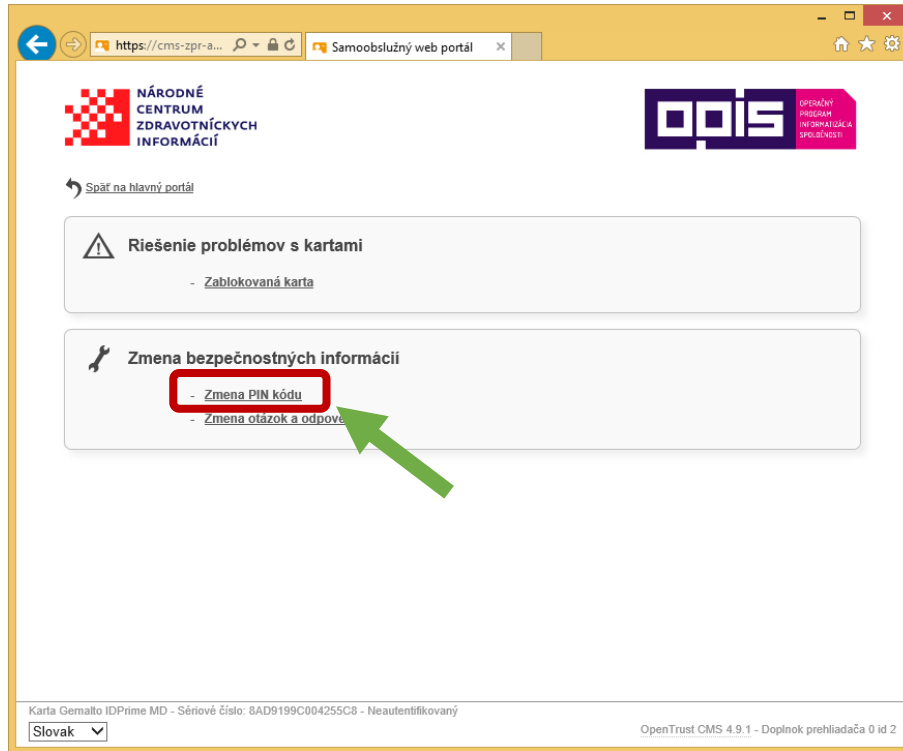 https://cms-zpr-a...
Samoobslužný web portál
NÁRODNÉ
CENTRUM
ZDRAVOTNÍCKYCH
INFORMÁCIÍ
opis
OPERAČNÝ
PROGRAM
INFORMATIZÁCIA
SPOLOČNOSTI
Späť na hlavný portál
Riešenie problémov s kartami
- Zablokovaná karta
Zmena bezpečnostných informácií
- Zmena PIN kódu
- Zmena otázok a
Karta Gemalto IDPrime MD - Sériové číslo: 8AD9199C004255C8 - Neautentifikovaný
Slovak
OpenTrust CMS 4.9.1 - Doplnok prehliadača 0 id 2